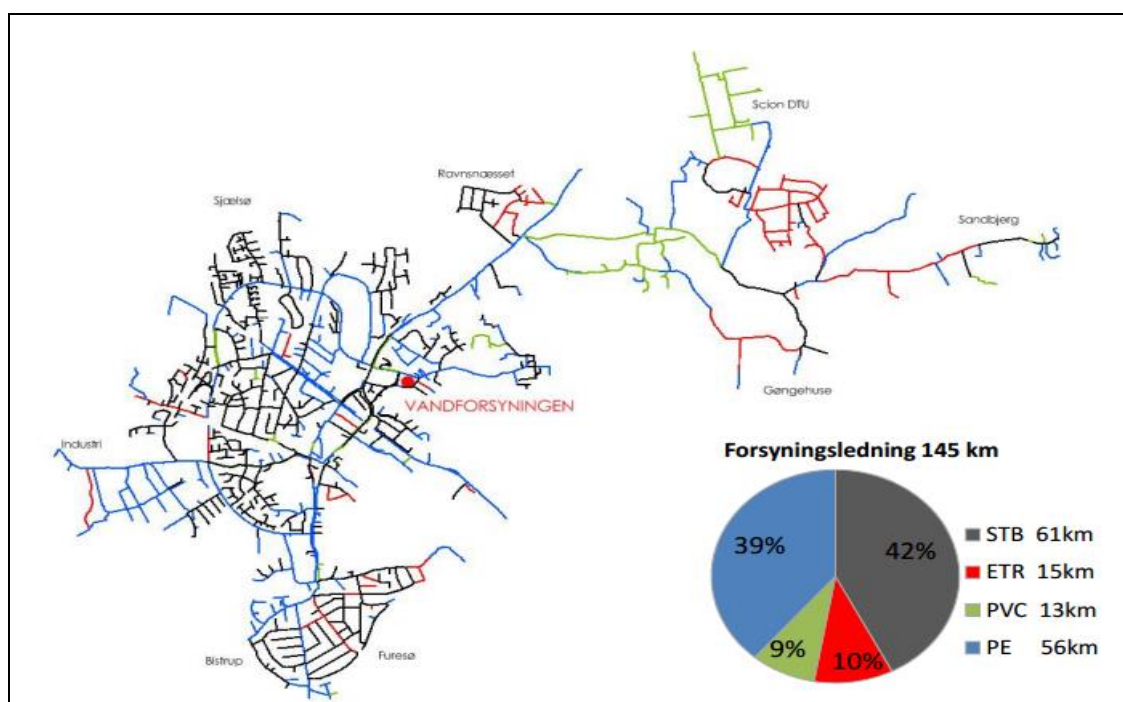 Scion DTU
Ravnsnæsset
Sjælsø
Sandbjerg
VANDFORSYNINGEN
Gøngehuse
Industri
Bistrup
Furesø
Forsyningsledning 145 km
39%
42%
9%
10%
STB 61km
ETR 15km
PVC 13km
PE 56km